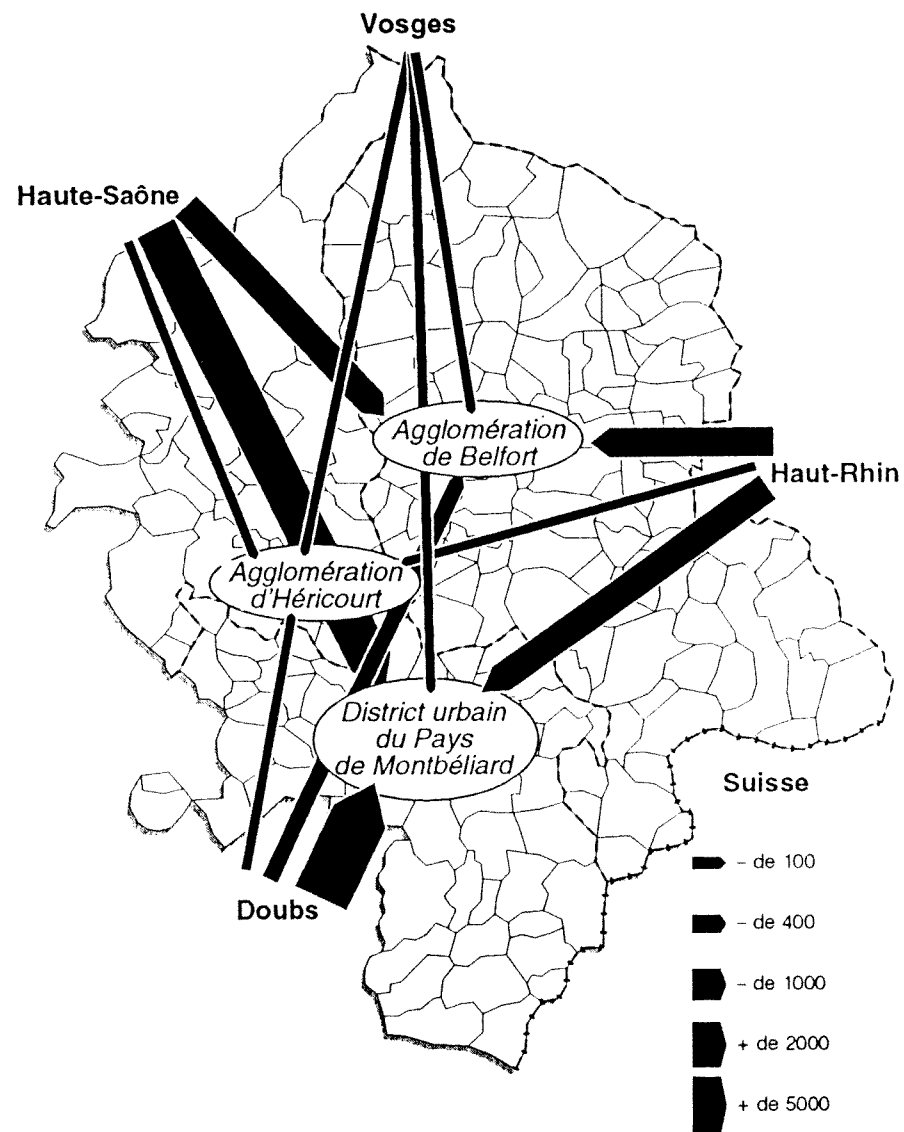 Vosges
Haute-Saône
Agglomération
de Belfort
Haut-Rhin
Agglomération
d'Héricourt
District urbain
du Pays
de Montbéliard
Suisse
Doubs
- de 100
- de 400
- de 1000
+ de 2000
+ de 5000